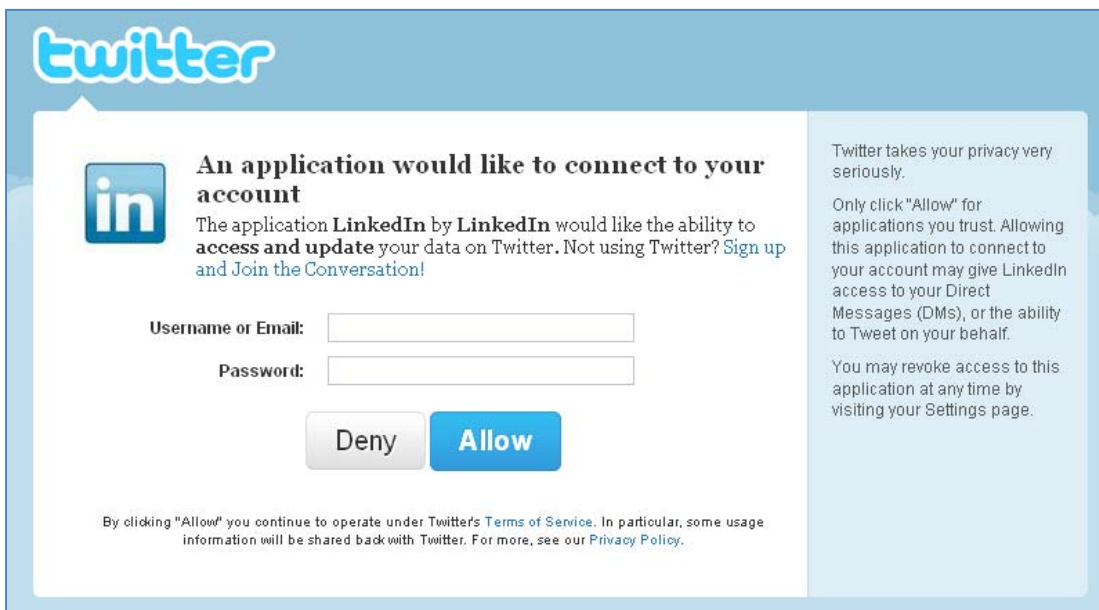 twitter
in
An application would like to connect to your
account
The application LinkedIn by LinkedIn would like the ability to
access and update your data on Twitter. Not using Twitter? Sign up
and Join the Conversation!
Username or Email:
Password:
Deny
Allow
By clicking "Allow" you continue to operate under Twitter's Terms of Service. In particular, some usage
information will be shared back with Twitter. For more, see our Privacy Policy.
Twitter takes your privacy very
seriously.
Only click "Allow" for
applications you trust. Allowing
this application to connect to
your account may give LinkedIn
access to your Direct
Messages (DMs), or the ability
to Tweet on your behalf.
You may revoke access to this
application at any time by
visiting your Settings page.